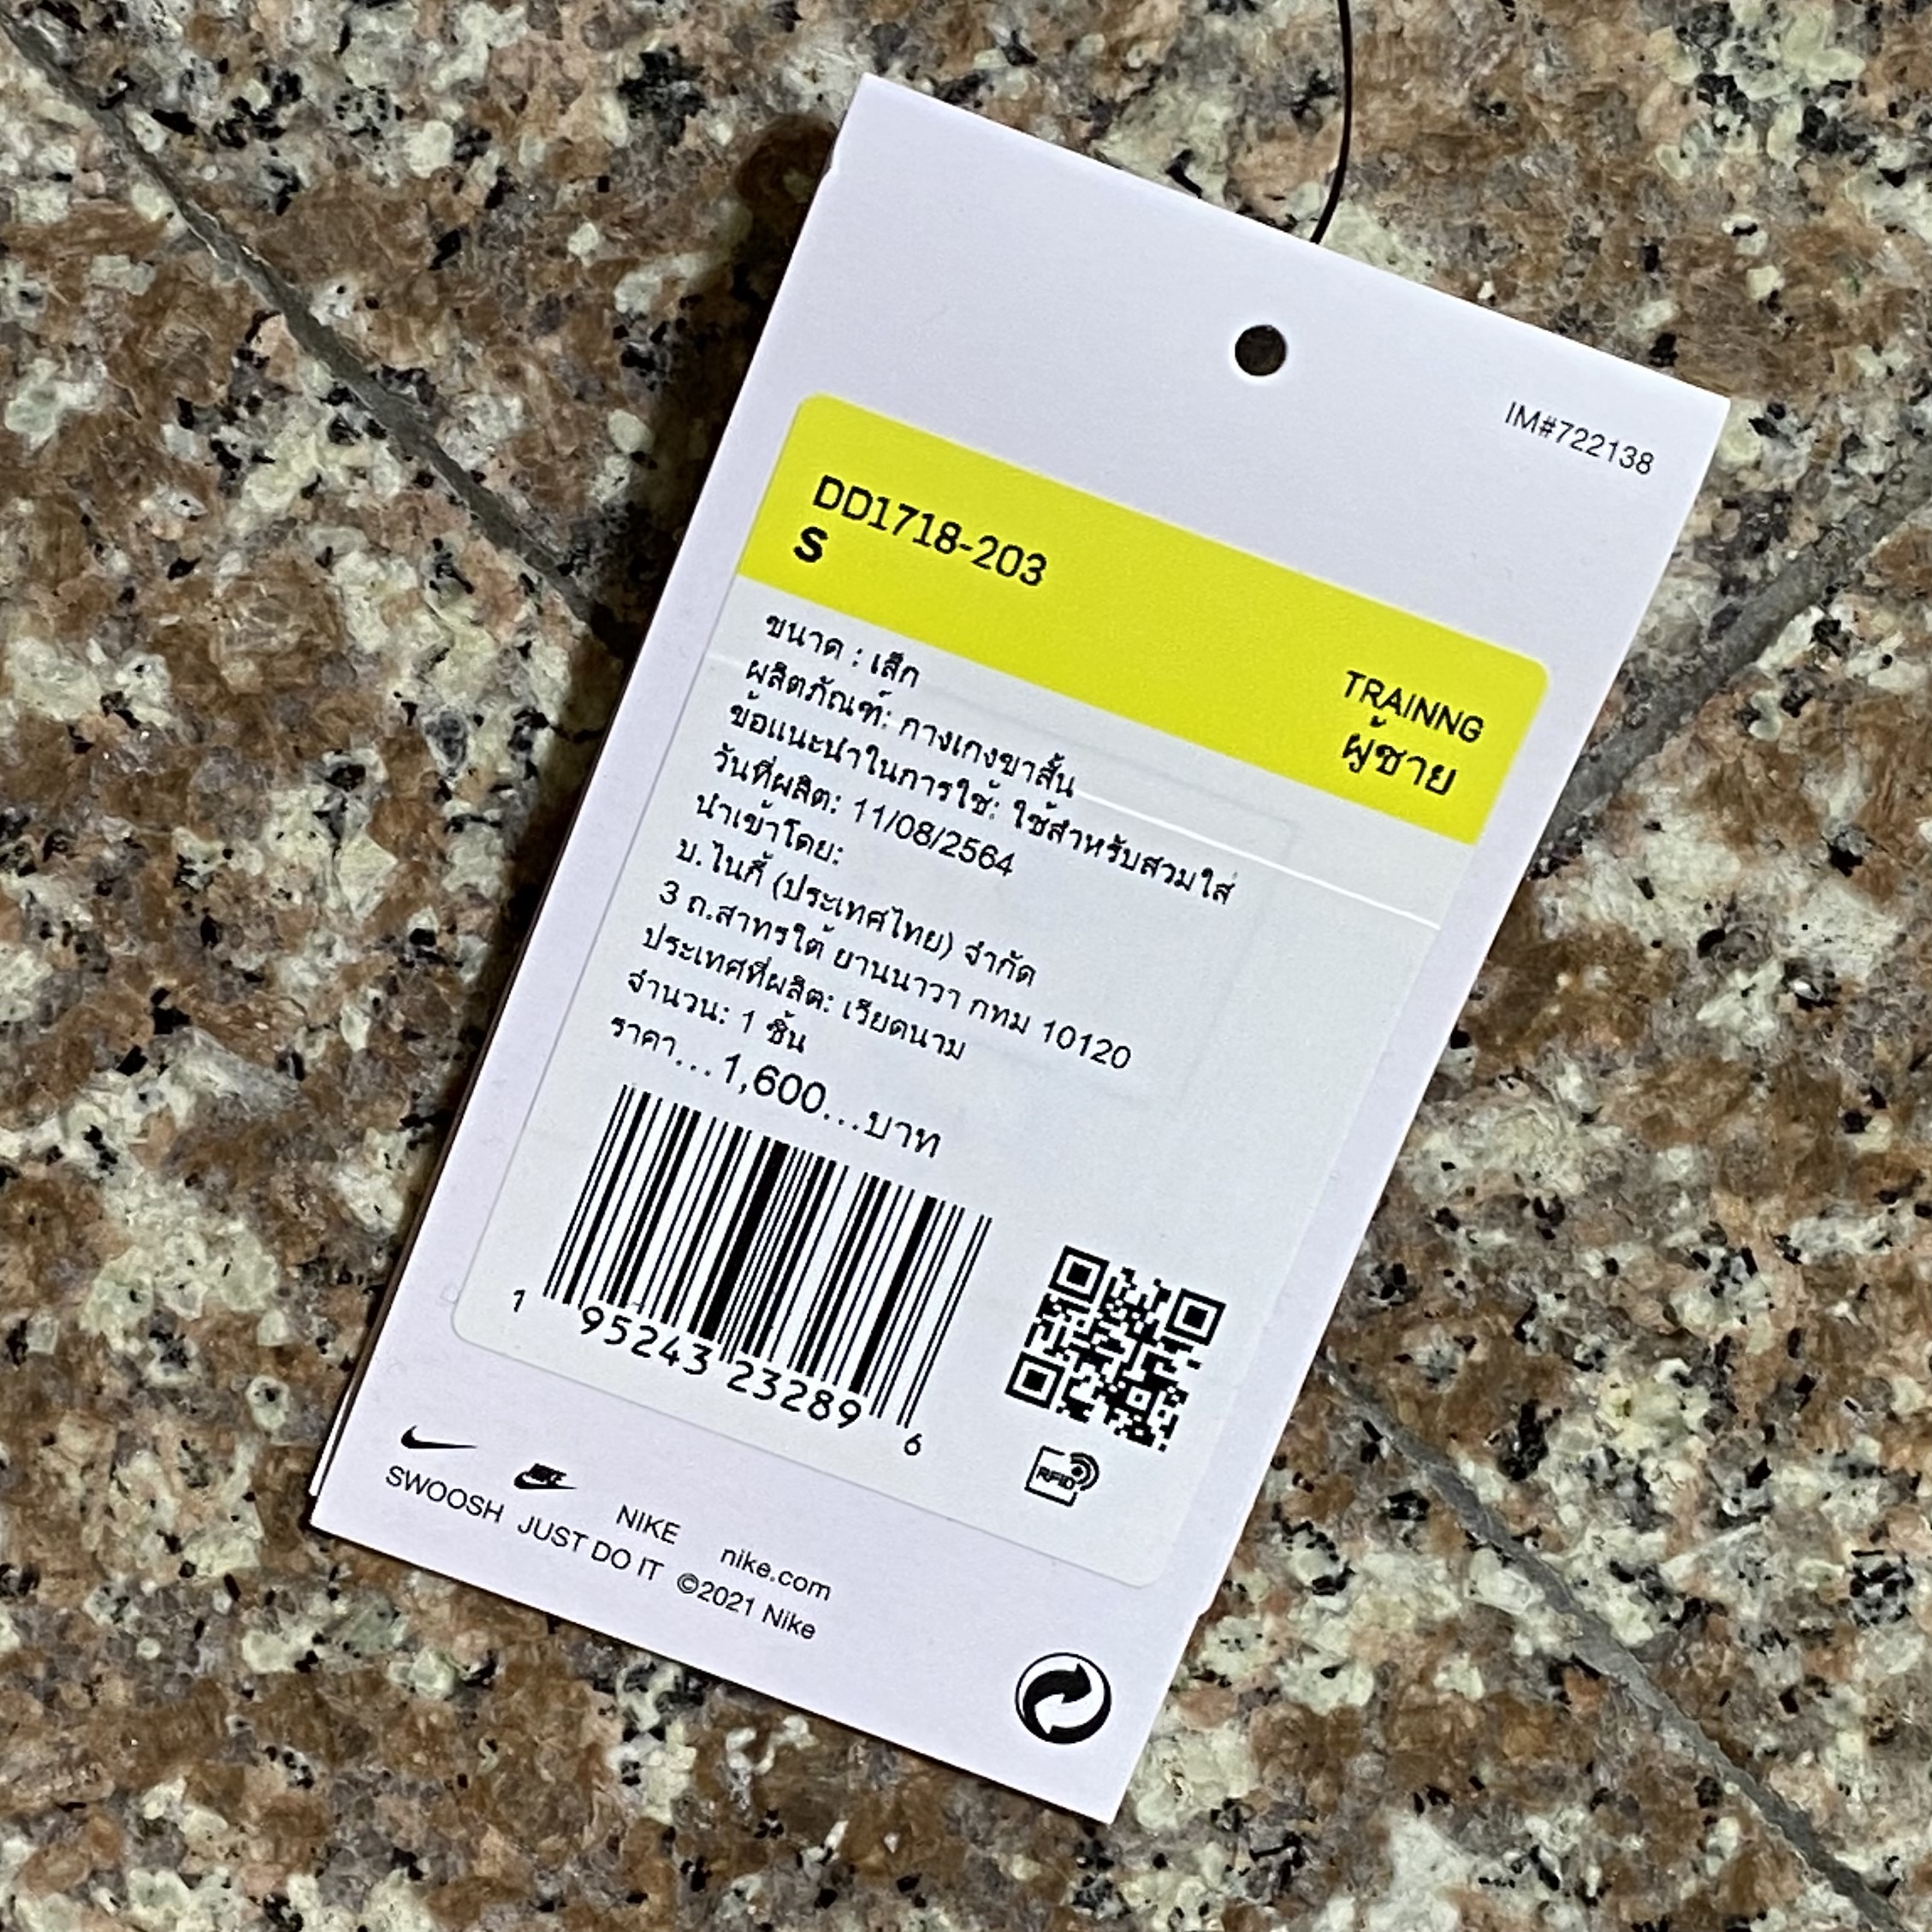 IM#722138
DD1718-203
S
TRAINNG
ผู้ชาย
ขนาด : เล็ก
ผลิตภัณฑ์: กางเกงขาสั้น
ข้อแนะนำในการใช้: ใช้สำหรับสวมใส่
วันที่ผลิต: 11/08/2564
นำเข้าโดย:
บ. ไนกี้ (ประเทศไทย) จำกัด
3 ถ.สาทรใต้ ยานนาวา กทม 10120
ประเทศที่ผลิต: เวียดนาม
จำนวน: 1 ชิ้น
ราคา...1,600...บาท
1 95243 23289 6
RFID
NIKE NIKE nike.com
SWOOSH JUST DO IT ©2021 Nike